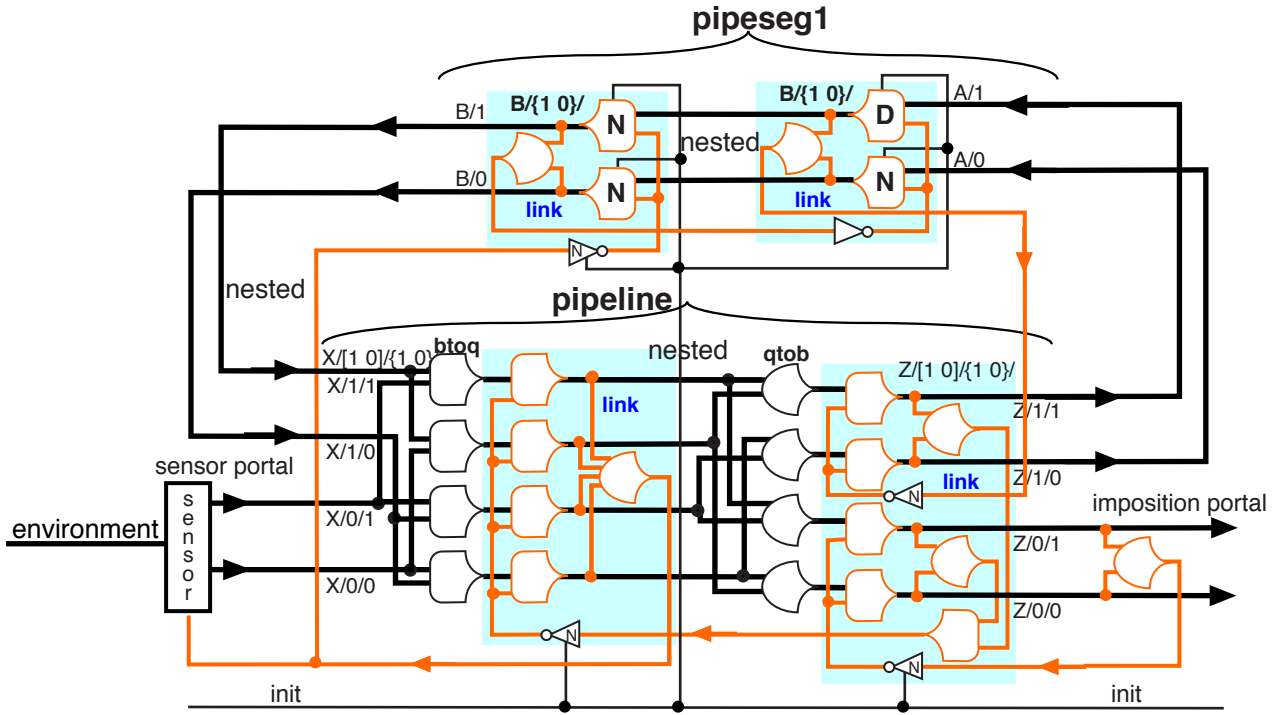 pipeseg1
B/{1 0}/
B/{1 0}/
B/1
N
D
A/1
nested
A/0
B/0
N
N
link
link
N
nested
pipeline
btoq
nested
qtob
X/[1 0]/{1 0}
X/1/1
Z/[1 0]/{1 0}/
link
Z/1/1
X/1/0
sensor portal
link
Z/1/0
N
sensor
X/0/1
imposition portal
environment
Z/0/1
X/0/0
Z/0/0
N
N
init
init